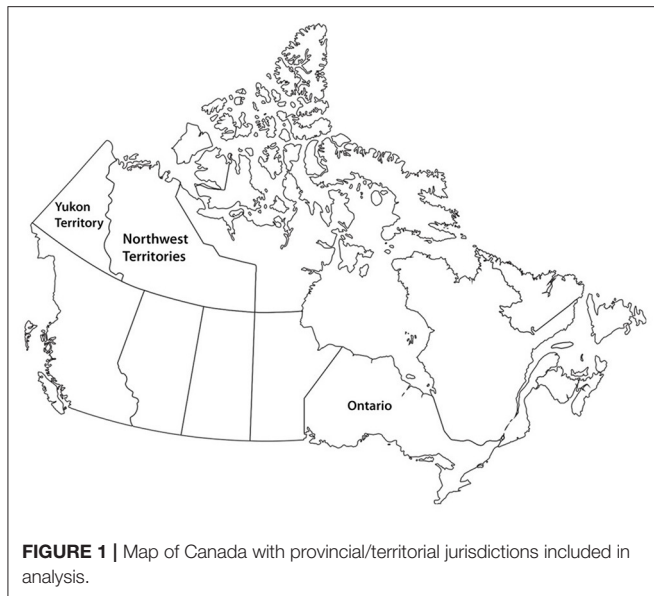 Yukon
Territory
Northwest
Territories
Ontario
FIGURE 1 | Map of Canada with provincial/territorial jurisdictions included in
analysis.